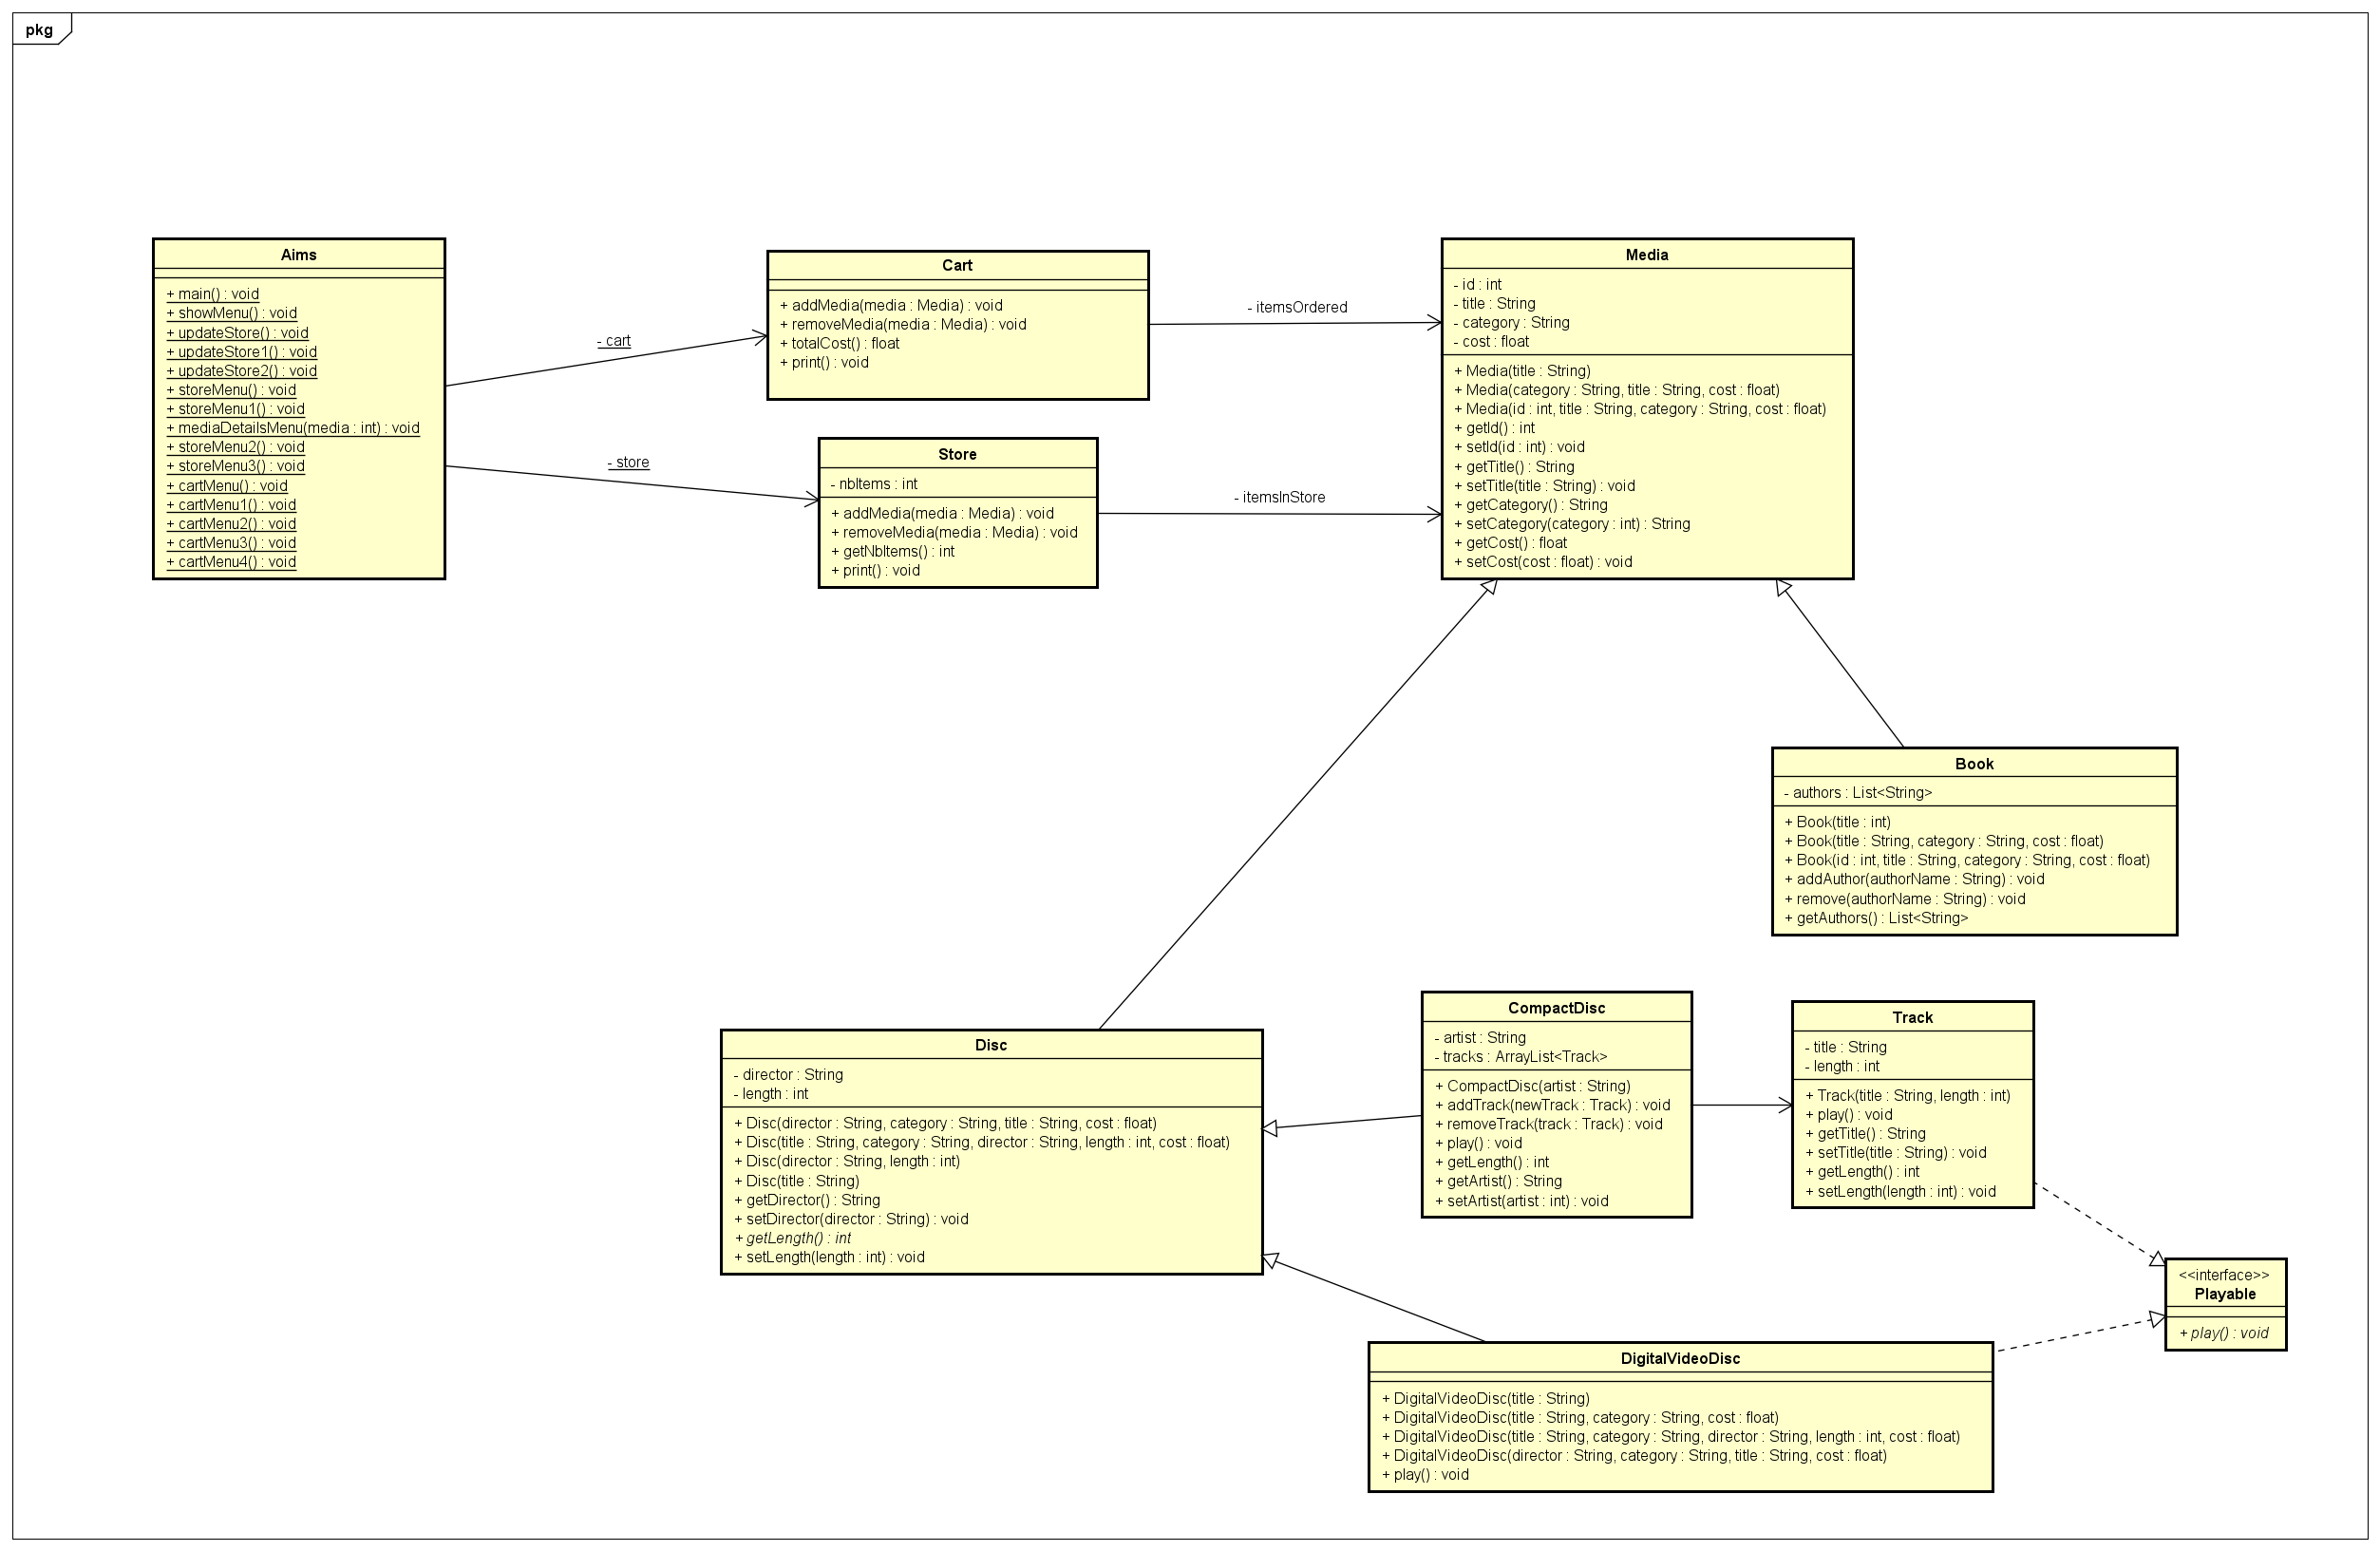 pkg
Aims
+ main() : void
+ showMenu() : void
+ updateStore() : void
+ updateStore1() : void
+ updateStore2() : void
+ storeMenu() : void
+ storeMenu1() : void
+ mediaDetailsMenu(media : int) : void
+ storeMenu2() : void
+ storeMenu3() : void
+ cartMenu() : void
+ cartMenu1() : void
+ cartMenu2() : void
+ cartMenu3() : void
+ cartMenu4() : void
- cart
- store
Cart
+ addMedia(media : Media) : void
+ removeMedia(media : Media) : void
+ totalCost() : float
+ print() : void
Store
- nbItems : int
+ addMedia(media : Media) : void
+ removeMedia(media : Media) : void
+ getNbItems() : int
+ print() : void
- itemsOrdered
- itemsInStore
Media
- id : int
- title : String
- category : String
- cost : float
+ Media(title : String)
+ Media(category : String, title : String, cost : float)
+ Media(id : int, title : String, category : String, cost : float)
+ getId() : int
+ setId(id : int) : void
+ getTitle() : String
+ setTitle(title : String) : void
+ getCategory() : String
+ setCategory(category : int) : String
+ getCost() : float
+ setCost(cost : float) : void
Book
- authors : List<String>
+ Book(title : int)
+ Book(title : String, category : String, cost : float)
+ Book(id : int, title : String, category : String, cost : float)
+ addAuthor(authorName : String) : void
+ remove(authorName : String) : void
+ getAuthors() : List<String>
Disc
- director : String
- length : int
+ Disc(director : String, category : String, title : String, cost : float)
+ Disc(title : String, category : String, director : String, length : int, cost : float)
+ Disc(director : String, length : int)
+ Disc(title : String)
+ getDirector() : String
+ setDirector(director : String) : void
+ getLength() : int
+ setLength(length : int) : void
CompactDisc
- artist : String
- tracks : ArrayList<Track>
+ CompactDisc(artist : String)
+ addTrack(newTrack : Track) : void
+ removeTrack(track : Track) : void
+ play() : void
+ getLength() : int
+ getArtist() : String
+ setArtist(artist : int) : void
Track
- title : String
- length : int
+ Track(title : String, length : int)
+ play() : void
+ getTitle() : String
+ setTitle(title : String) : void
+ getLength() : int
+ setLength(length : int) : void
<<interface>>
Playable
+ play() : void
DigitalVideoDisc
+ DigitalVideoDisc(title : String)
+ DigitalVideoDisc(title : String, category : String, cost : float)
+ DigitalVideoDisc(title : String, category : String, director : String, length : int, cost : float)
+ DigitalVideoDisc(director : String, category : String, title : String, cost : float)
+ play() : void